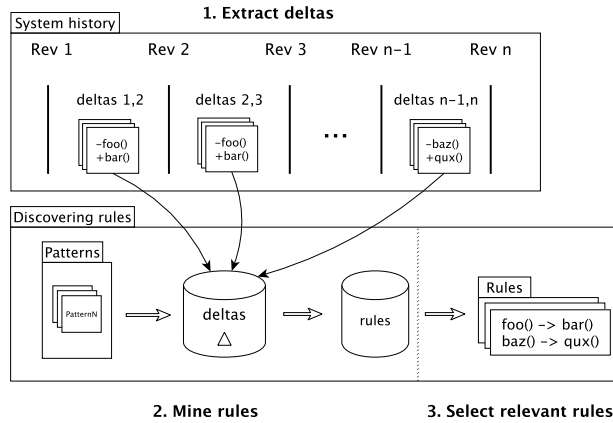 1. Extract deltas
System history
Rev 1 Rev 2 Rev 3 Rev n-1 Rev n
deltas 1,2 deltas 2,3 deltas n-1,n
-foo() -foo() ... -baz()
+bar() +bar() +qux()
Discovering rules
Patterns
PatternN
deltas
△
rules
Rules
foo() -> bar()
baz() -> qux()
2. Mine rules 3. Select relevant rules